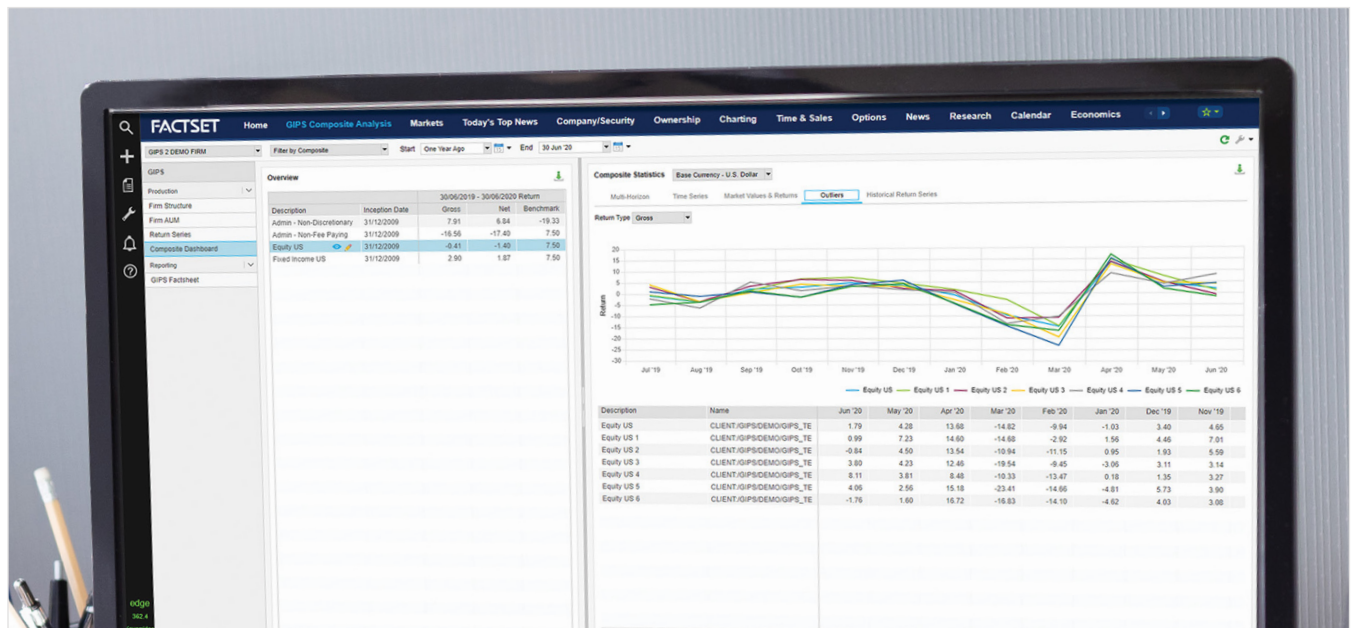 FACTSET Home GIPS Composite Analysis Markets Today's Top News Company/Security Ownership Charting Time & Sales Options News Research Calendar Economics
GIPS 2 DEMO FIRM Filter by Composite Start One Year Ago End 30 Jun '20
GIPS
Production
Firm Structure
Firm AUM
Return Series
Composite Dashboard
Reporting
GIPS Factsheet
edge
362.4
Overview
30/06/2019 - 30/06/2020 Return
Description Inception Date Gross Net Benchmark
Admin - Non-Discretionary 31/12/2009 7.91 6.84 -19.33
Admin - Non-Fee Paying 31/12/2009 -16.56 -17.40 7.50
Equity US 31/12/2009 -0.41 -1.40 7.50
Fixed Income US 31/12/2009 2.90 1.87 7.50
Composite Statistics Base Currency - U.S. Dollar
Multi-Horizon Time Series Market Values & Returns Outliers Historical Return Series
Return Type Gross
Return
20
15
10
5
0
-5
-10
-15
-20
-25
-30
Jul '19 Aug '19 Sep '19 Oct '19 Nov '19 Dec '19 Jan '20 Feb '20 Mar '20 Apr '20 May '20 Jun '20
Equity US Equity US 1 Equity US 2 Equity US 3 Equity US 4 Equity US 5 Equity US 6
Description Name Jun '20 May '20 Apr '20 Mar '20 Feb '20 Jan '20 Dec '19 Nov '19
Equity US CLIENT:/GIPS/DEMO/GIPS_TE 1.79 4.28 13.68 -14.82 -9.94 -1.03 3.40 4.65
Equity US 1 CLIENT:/GIPS/DEMO/GIPS_TE 0.99 7.23 14.60 -14.68 -2.92 1.56 4.46 7.01
Equity US 2 CLIENT:/GIPS/DEMO/GIPS_TE -0.84 4.50 13.54 -10.94 -11.15 0.95 1.93 5.59
Equity US 3 CLIENT:/GIPS/DEMO/GIPS_TE 3.80 4.23 12.46 -19.54 -9.45 -3.06 3.11 3.14
Equity US 4 CLIENT:/GIPS/DEMO/GIPS_TE 8.11 3.81 8.48 -10.33 -13.47 0.18 1.35 3.27
Equity US 5 CLIENT:/GIPS/DEMO/GIPS_TE 4.06 2.56 15.18 -23.41 -14.66 -4.81 5.73 3.90
Equity US 6 CLIENT:/GIPS/DEMO/GIPS_TE -1.76 1.60 16.72 -16.83 -14.10 -4.62 4.03 3.08